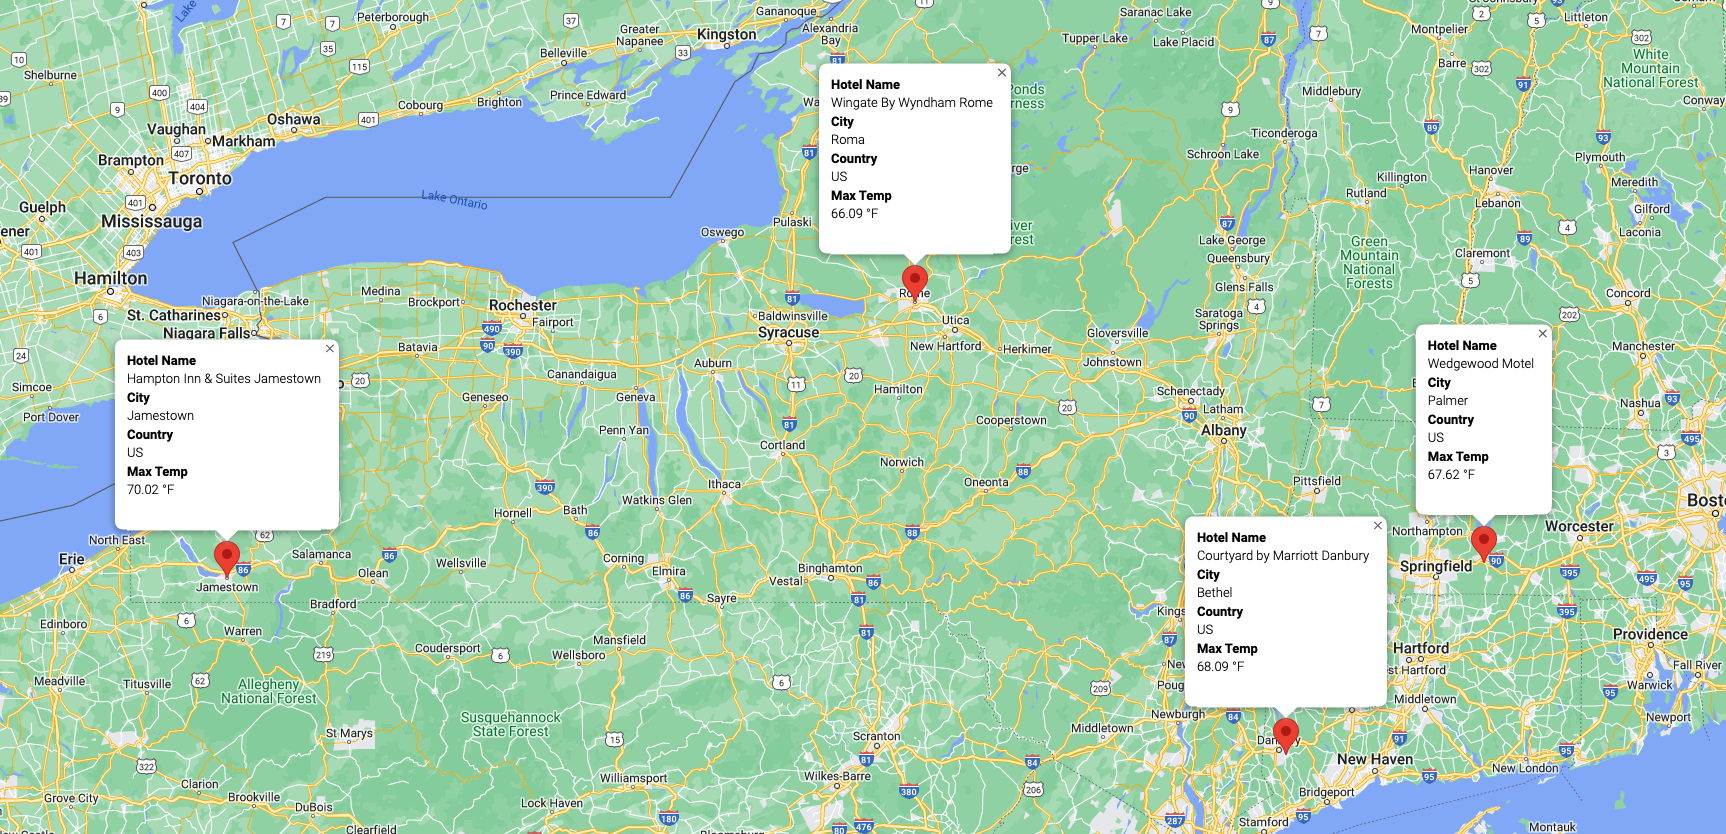 Hotel Name
Wingate By Wyndham Rome
City
Roma
Country
US
Max Temp
66.09 °F
Hotel Name
Hampton Inn & Suites Jamestown
City
Jamestown
Country
US
Max Temp
70.02 °F
Hotel Name
Wedgewood Motel
City
Palmer
Country
US
Max Temp
67.62 °F
Hotel Name
Courtyard by Marriott Danbury
City
Bethel
Country
US
Max Temp
68.09 °F
Peterborough
Gananoque
Alexandria
Bay
Saranac Lake
Tupper Lake
Lake Placid
Montpelier
Littleton
Barre
White
Mountain
National Forest
Conway
Shelburne
Belleville
Greater
Napanee
Kingston
Cobourg
Brighton
Prince Edward
Middlebury
Ticonderoga
Schroon Lake
Plymouth
Vaughan
Oshawa
Markham
Brampton
Toronto
Guelph
Mississauga
Lake Ontario
Hamilton
Killington
Rutland
Hanover
Lebanon
Meredith
Gilford
Laconia
Oswego
Pulaski
Lake George
Queensbury
Glens Falls
Green
Mountain
National
Forests
Claremont
Concord
Niagara-on-the-Lake
St. Catharines
Niagara Falls
Medina
Brockport
Rochester
Fairport
Batavia
Baldwinsville
Syracuse
Rome
Utica
New Hartford
Herkimer
Gloversville
Johnstown
Saratoga
Springs
Manchester
Nashua
Simcoe
Port Dover
Canandaigua
Geneva
Geneseo
Auburn
Hamilton
Cooperstown
Schenectady
Latham
Albany
Penn Yan
Cortland
Norwich
Oneonta
Ithaca
Watkins Glen
Pittsfield
Northampton
Springfield
Worcester
North East
Erie
Jamestown
Salamanca
Olean
Wellsville
Hornell
Bath
Corning
Elmira
Sayre
Vestal
Binghamton
Edinboro
Warren
Bradford
Coudersport
Mansfield
Wellsboro
Meadville
Titusville
Allegheny
National Forest
Susquehannock
State Forest
St Marys
Hartford
Providence
Fall River
Warwick
Newport
Middletown
Middletown
Newburgh
Scranton
Wilkes-Barre
Williamsport
Lock Haven
Clarion
Brookville
DuBois
Grove City
Clearfield
New Haven
New London
Bridgeport
Stamford
Montauk